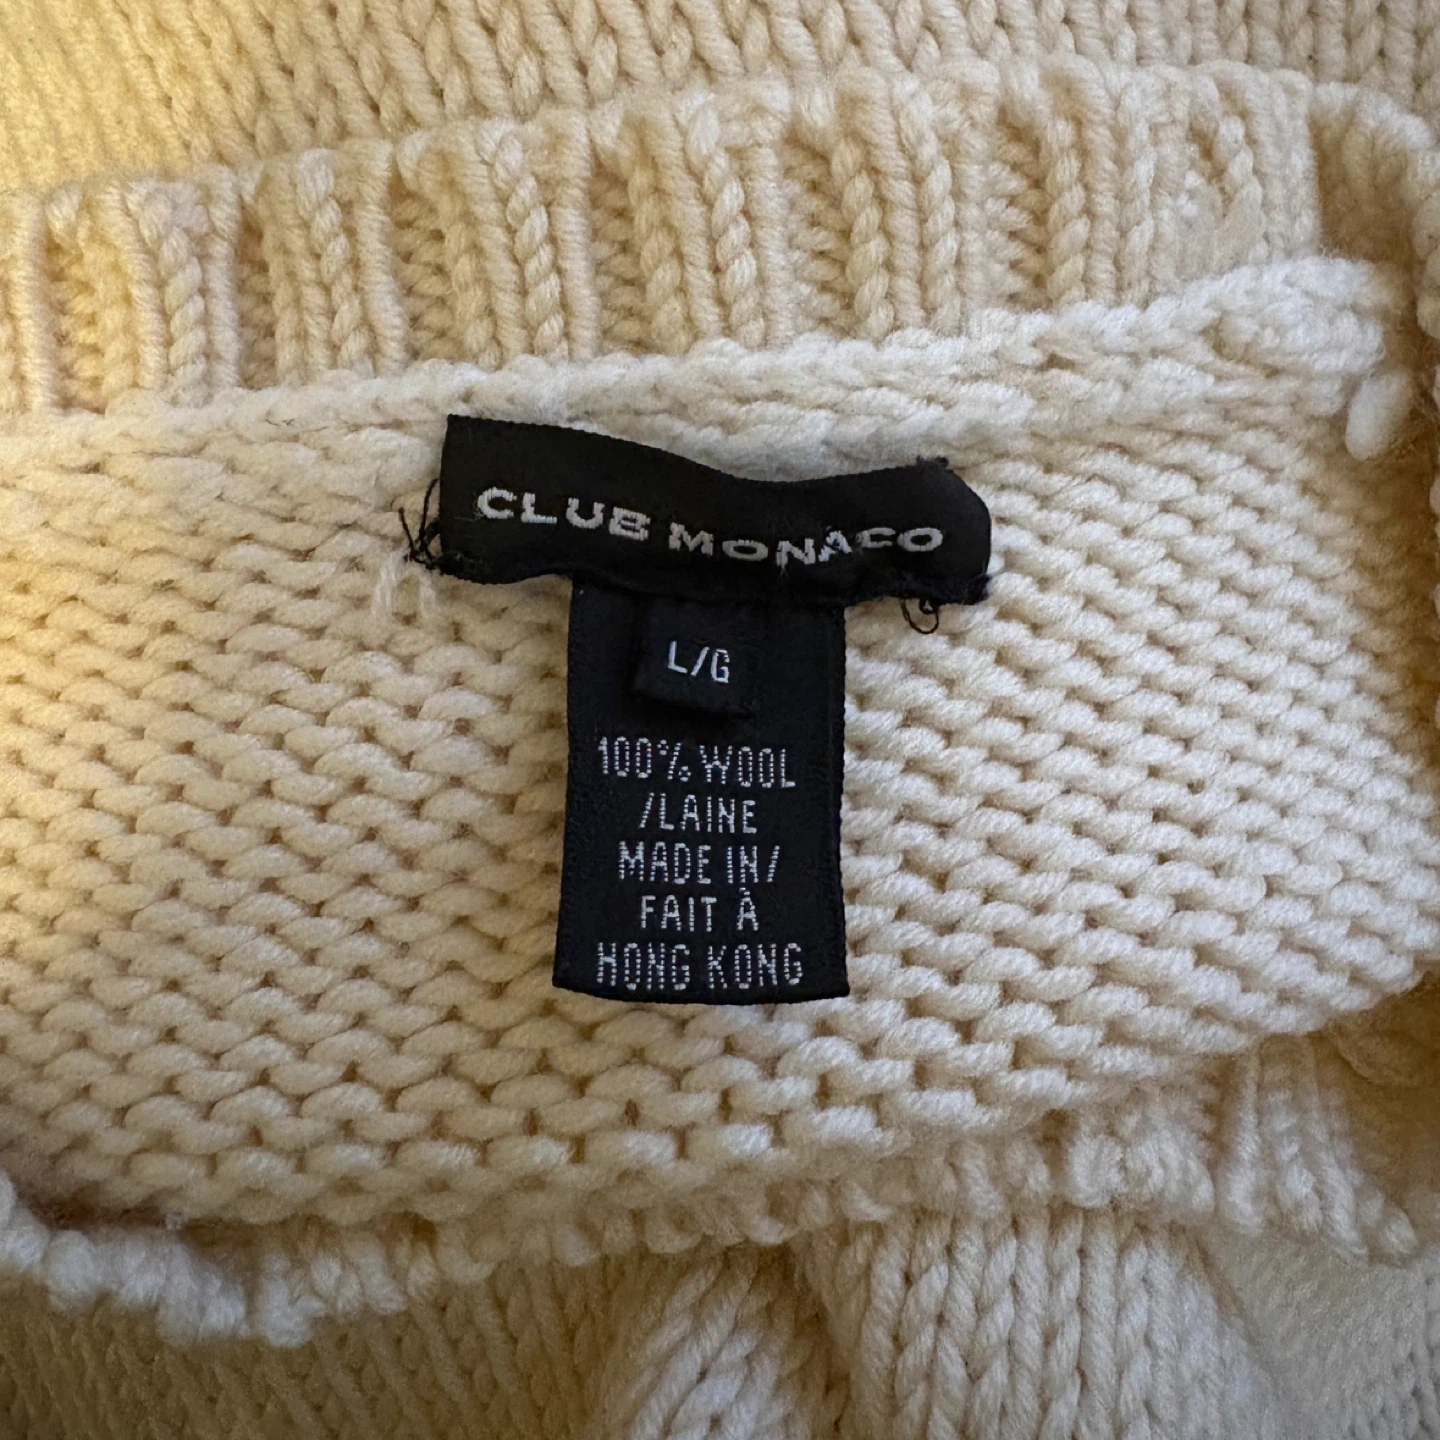 CLUB MONACO
L/G
100% WOOL
/LAINE
MADE IN/
FAIT À
HONG KONG